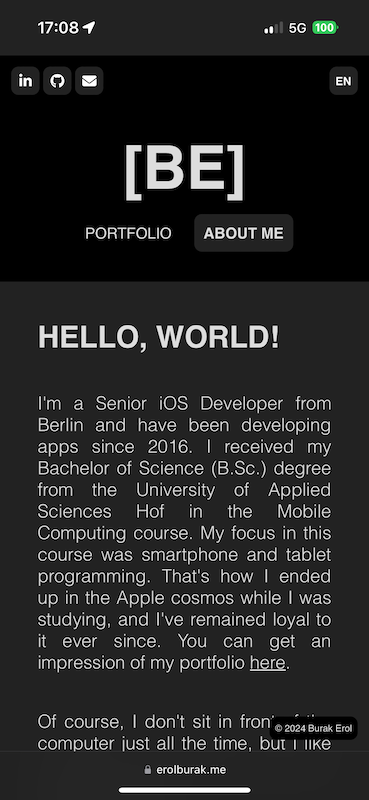 17:08
5G
100
in
EN
[BE]
PORTFOLIO
ABOUT ME
HELLO, WORLD!
I'm a Senior iOS Developer from
Berlin and have been developing
apps since 2016. I received my
Bachelor of Science (B.Sc.) degree
from the University of Applied
Sciences Hof in the Mobile
Computing course. My focus in this
course was smartphone and tablet
programming. That's how I ended
up in the Apple cosmos while I was
studying, and I've remained loyal to
it ever since. You can get an
impression of my portfolio here.
Of course, I don't sit in front of the
© 2024 Burak Erol
computer just all the time, but I like
erolburak.me